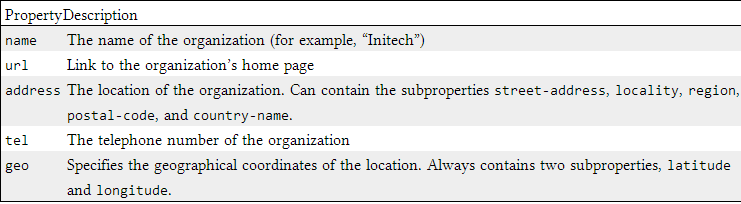 PropertyDescription
name The name of the organization (for example, “Initech”)
url Link to the organization’s home page
address The location of the organization. Can contain the subproperties street-address, locality, region,
postal-code, and country-name.
tel The telephone number of the organization
geo Specifies the geographical coordinates of the location. Always contains two subproperties, latitude
and longitude.